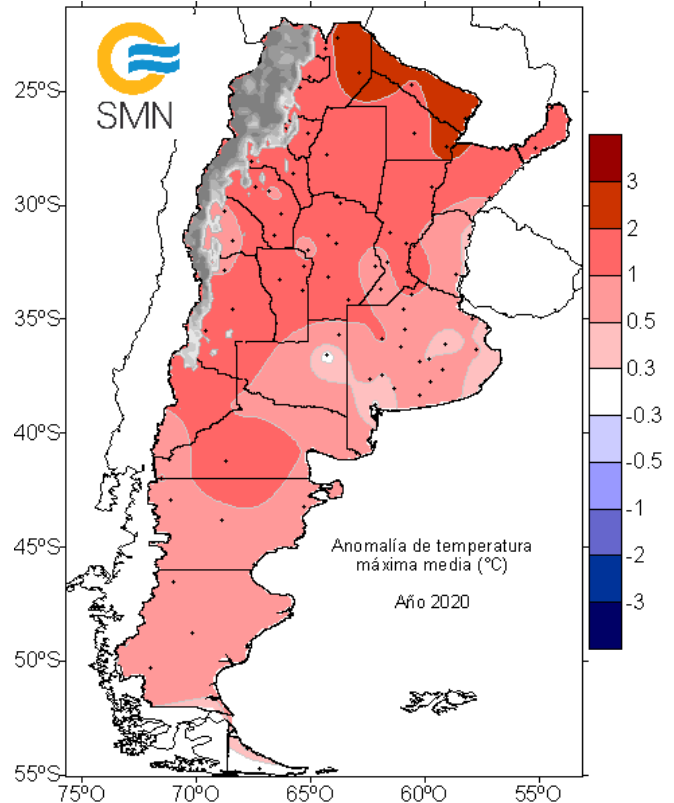 SMN
25ºS
30ºS
35ºS
40ºS
45ºS
50ºS
55ºS
75ºO
70ºO
65ºO
60ºO
55ºO
3
2
1
0.5
0.3
-0.3
-0.5
-1
-2
-3
Anomalía de temperatura
máxima media (°C)
Año 2020